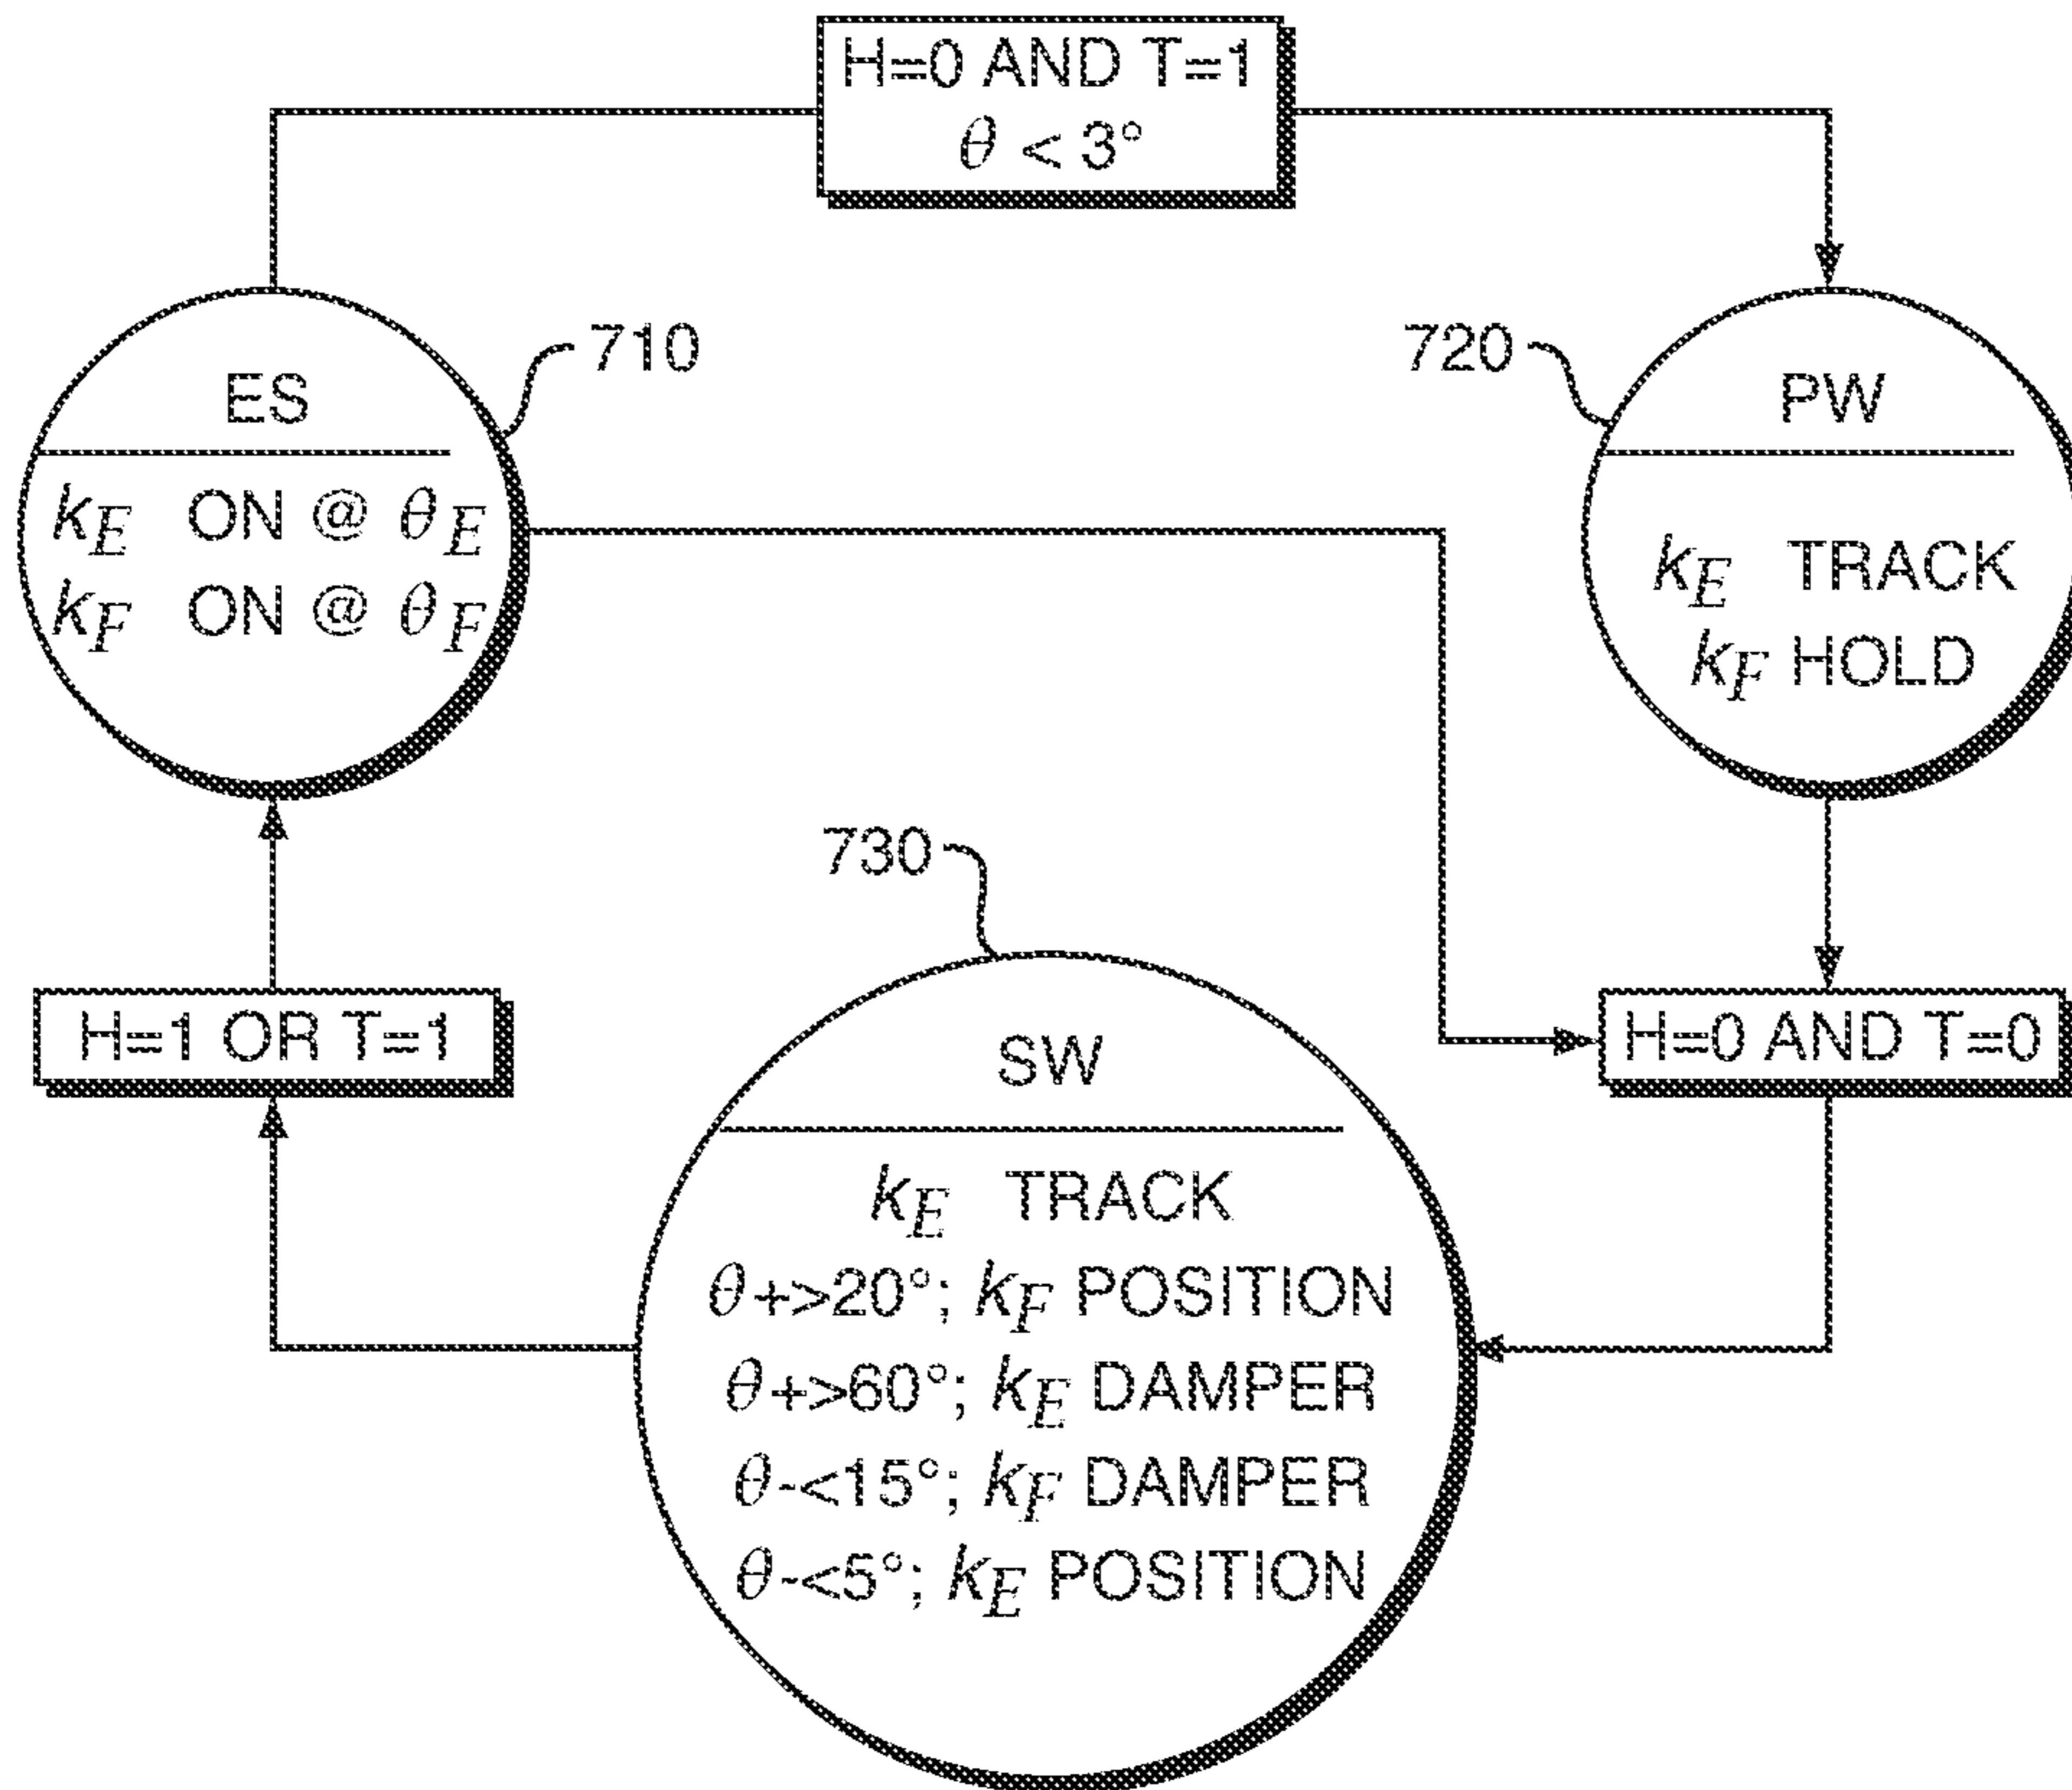 H=0 AND T=1
θ < 3°
710
720
ES
k_E ON @ θ_E
k_F ON @ θ_F
PW
k_E TRACK
k_F HOLD
730
H=1 OR T=1
H=0 AND T=0
SW
k_E TRACK
θ+>20°; k_F POSITION
θ+>60°; k_E DAMPER
θ-<15°; k_F DAMPER
θ-<5°; k_E POSITION